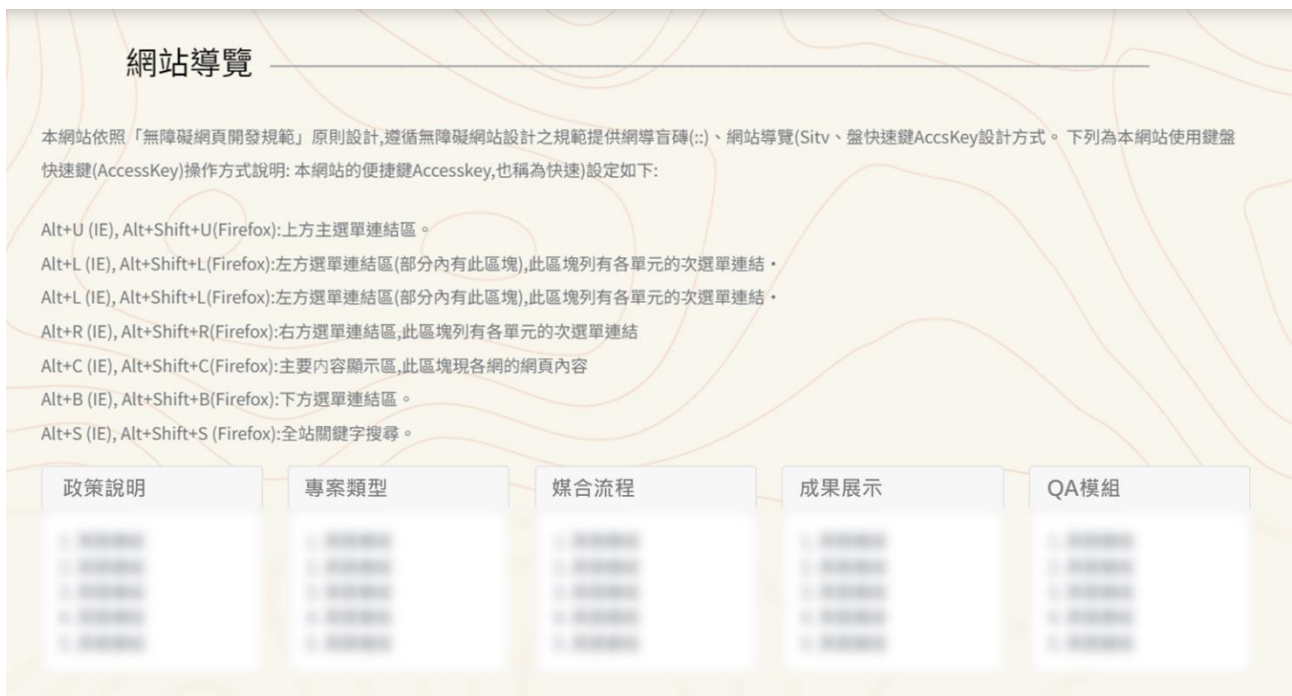 網站導覽
本網站依照「無障礙網頁開發規範」原則設計,遵循無障礙網站設計之規範提供網導盲磚(::)、網站導覽(Sitv、盤快速鍵AccsKey設計方式。 下列為本網站使用鍵盤
快速鍵(AccessKey)操作方式說明: 本網站的便捷鍵Accesskey,也稱為快速)設定如下:
Alt+U (IE), Alt+Shift+U(Firefox):上方主選單連結區。
Alt+L (IE), Alt+Shift+L(Firefox):左方選單連結區(部分內有此區塊),此區塊列有各單元的次選單連結・
Alt+L (IE), Alt+Shift+L(Firefox):左方選單連結區(部分內有此區塊),此區塊列有各單元的次選單連結・
Alt+R (IE), Alt+Shift+R(Firefox):右方選單連結區,此區塊列有各單元的次選單連結
Alt+C (IE), Alt+Shift+C(Firefox):主要内容顯示區,此區塊現各網的網頁內容
Alt+B (IE), Alt+Shift+B(Firefox):下方選單連結區。
Alt+S (IE), Alt+Shift+S (Firefox):全站關鍵字搜尋。
政策說明
專案類型
媒合流程
成果展示
QA模組